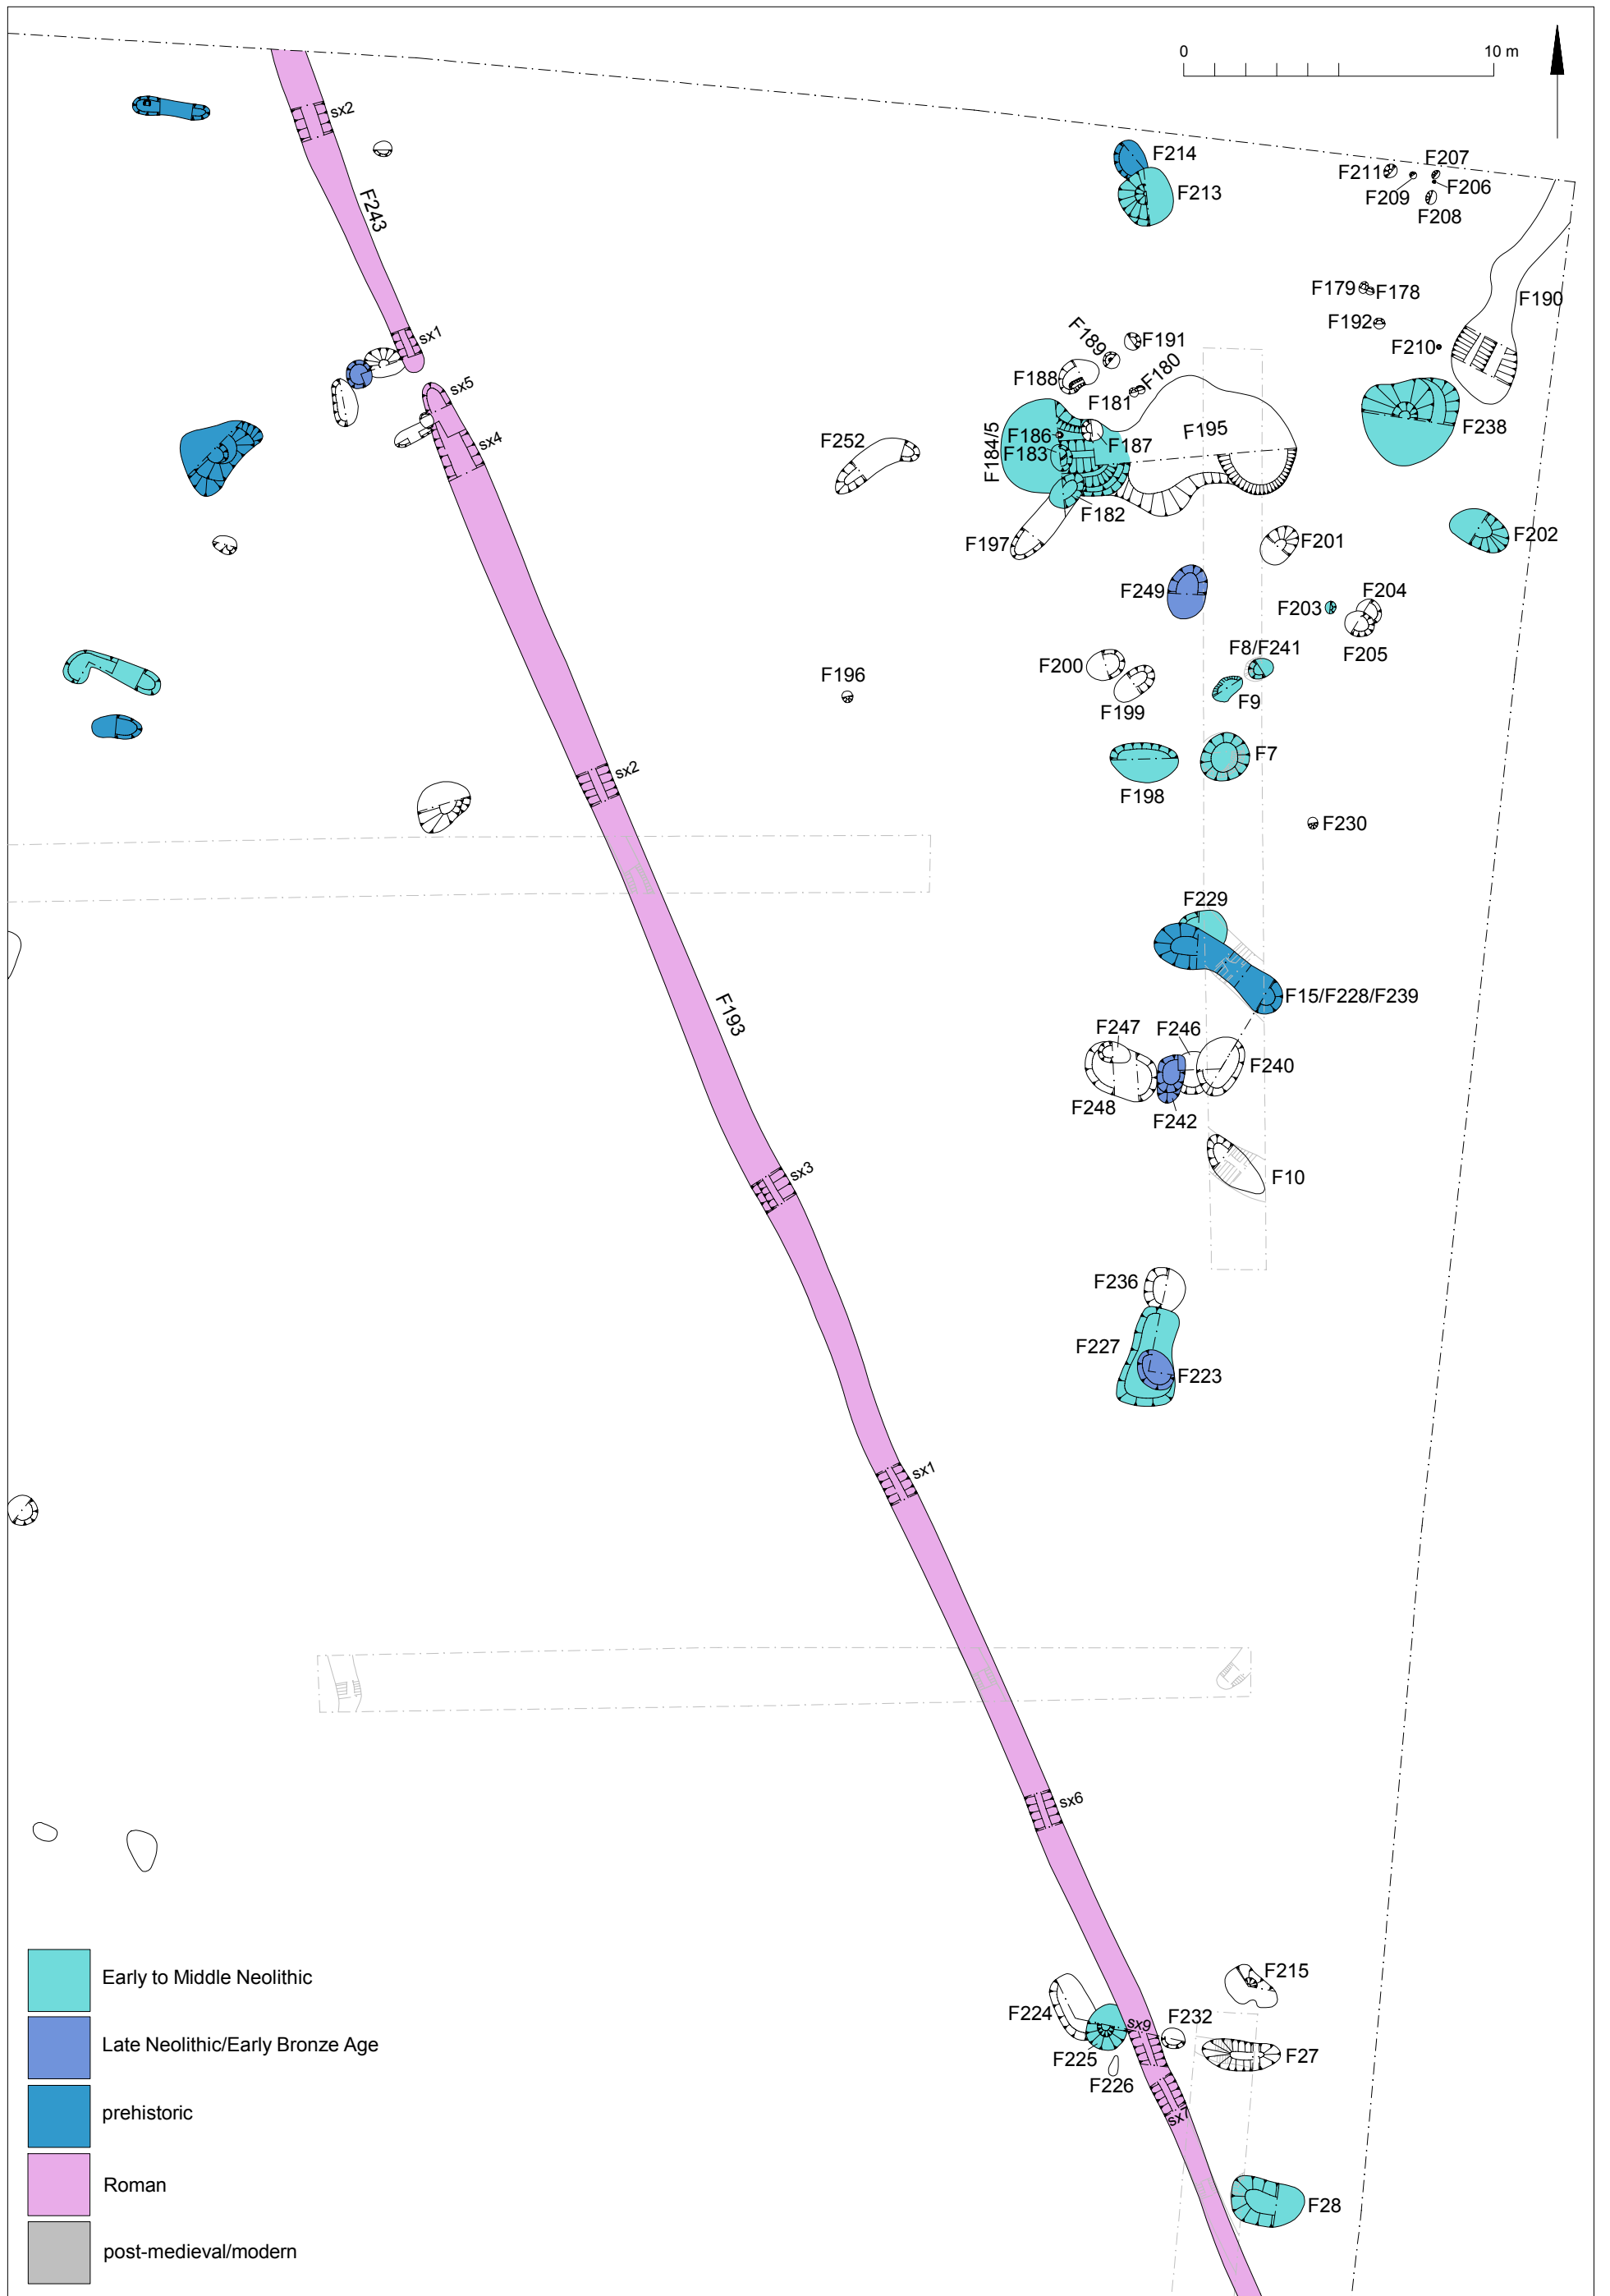 0
10 m
sx2
F243
sx1
sx5
sx4
F214
F213
F211
F207
F206
F209
F208
F179
F178
F192
F210
F190
F189
F191
F188
F180
F181
F184/5
F186
F183
F187
F195
F182
F197
F238
F202
F252
F201
F249
F203
F204
F205
F200
F199
F8/F241
F9
F196
F198
F7
F230
sx2
F229
F15/F228/F239
F193
F247
F246
F240
F248
F242
F10
sx3
F236
F227
F223
sx1
sx6
F215
F224
sx9
F232
F225
F226
F27
sx7
F28
Early to Middle Neolithic
Late Neolithic/Early Bronze Age
prehistoric
Roman
post-medieval/modern